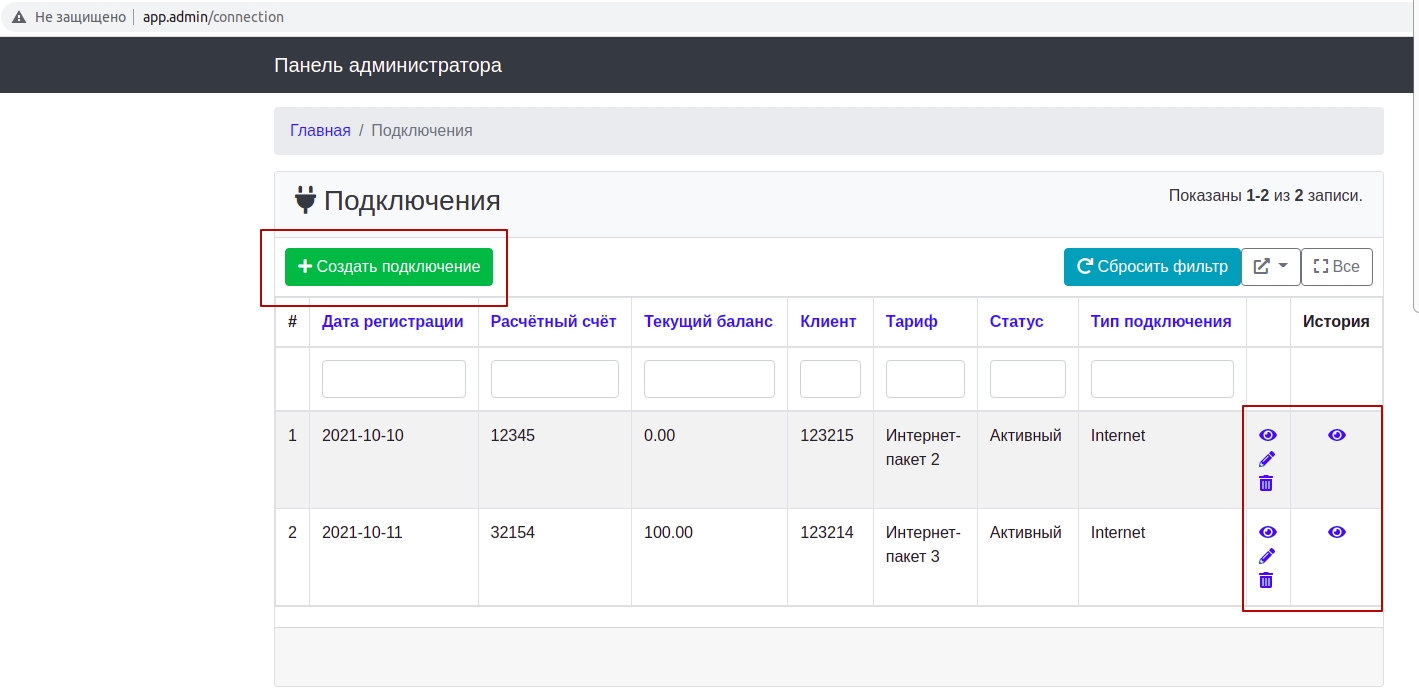 Не защищено app.admin/connection
Панель администратора
Главная / Подключения
Подключения
Показаны 1-2 из 2 записи.
Создать подключение
Сбросить фильтр
Все
# Дата регистрации Расчётный счёт Текущий баланс Клиент Тариф Статус Тип подключения История
1 2021-10-10 12345 0.00 123215 Интернет- Активный Internet
пакет 2
2 2021-10-11 32154 100.00 123214 Интернет- Активный Internet
пакет 3